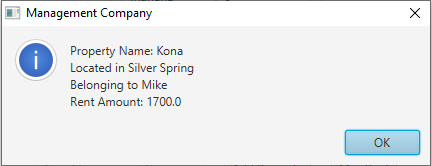 Management Company
Property Name: Kona
Located in Silver Spring
Belonging to Mike
Rent Amount: 1700.0
OK